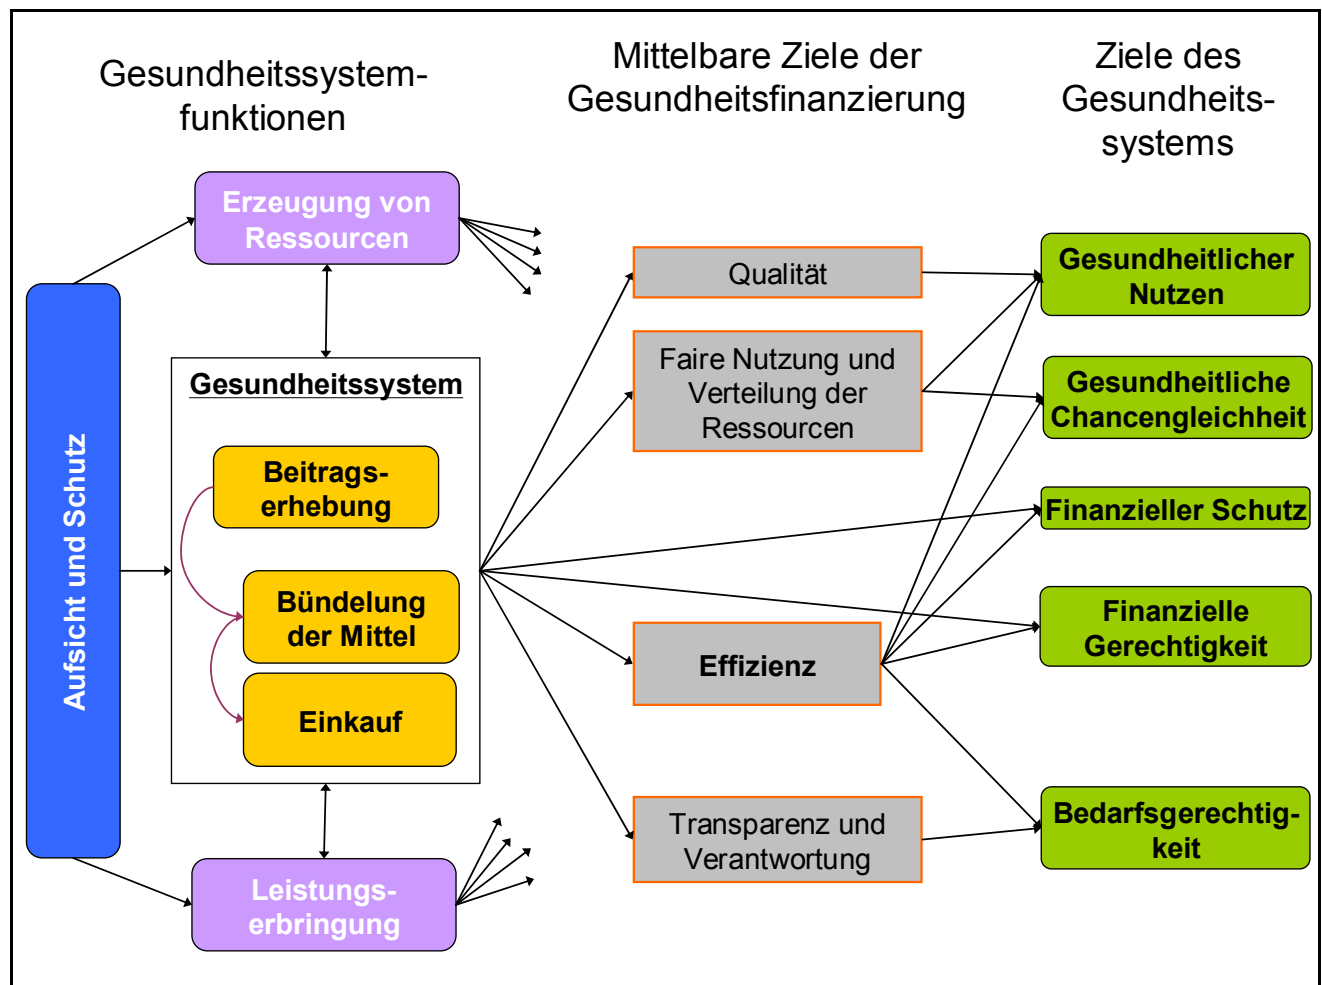 Gesundheitssystem-
funktionen
Mittelbare Ziele der
Gesundheitsfinanzierung
Ziele des
Gesundheits-
systems
Aufsicht und Schutz
Erzeugung von
Ressourcen
Gesundheitssystem
Beitrags-
erhebung
Bündelung
der Mittel
Einkauf
Leistungs-
erbringung
Qualität
Faire Nutzung und
Verteilung der
Ressourcen
Effizienz
Transparenz und
Verantwortung
Gesundheitlicher
Nutzen
Gesundheitliche
Chancengleichheit
Finanzieller Schutz
Finanzielle
Gerechtigkeit
Bedarfsgerechtig-
keit